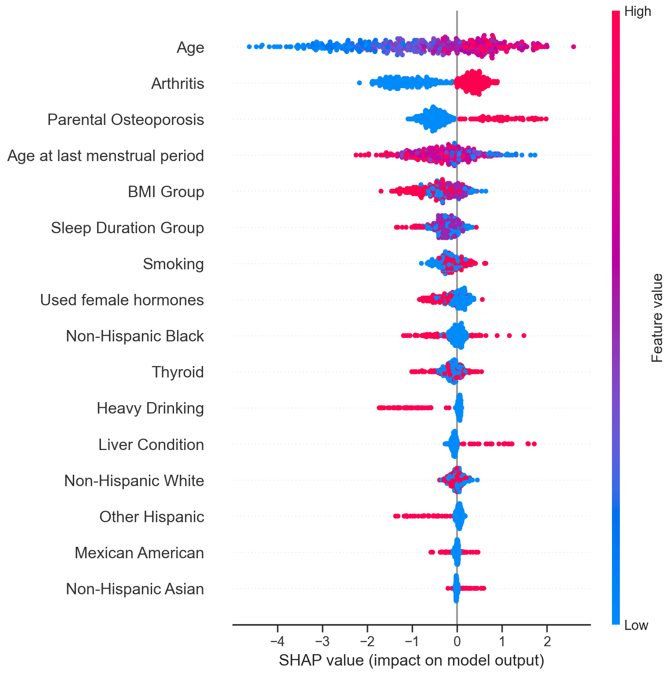 High
Age
Arthritis
Parental Osteoporosis
Age at last menstrual period
BMI Group
Sleep Duration Group
Smoking
Used female hormones
Non-Hispanic Black
Thyroid
Heavy Drinking
Liver Condition
Non-Hispanic White
Other Hispanic
Mexican American
Non-Hispanic Asian
Feature value
Low
−4 −3 −2 −1 0 1 2
SHAP value (impact on model output)